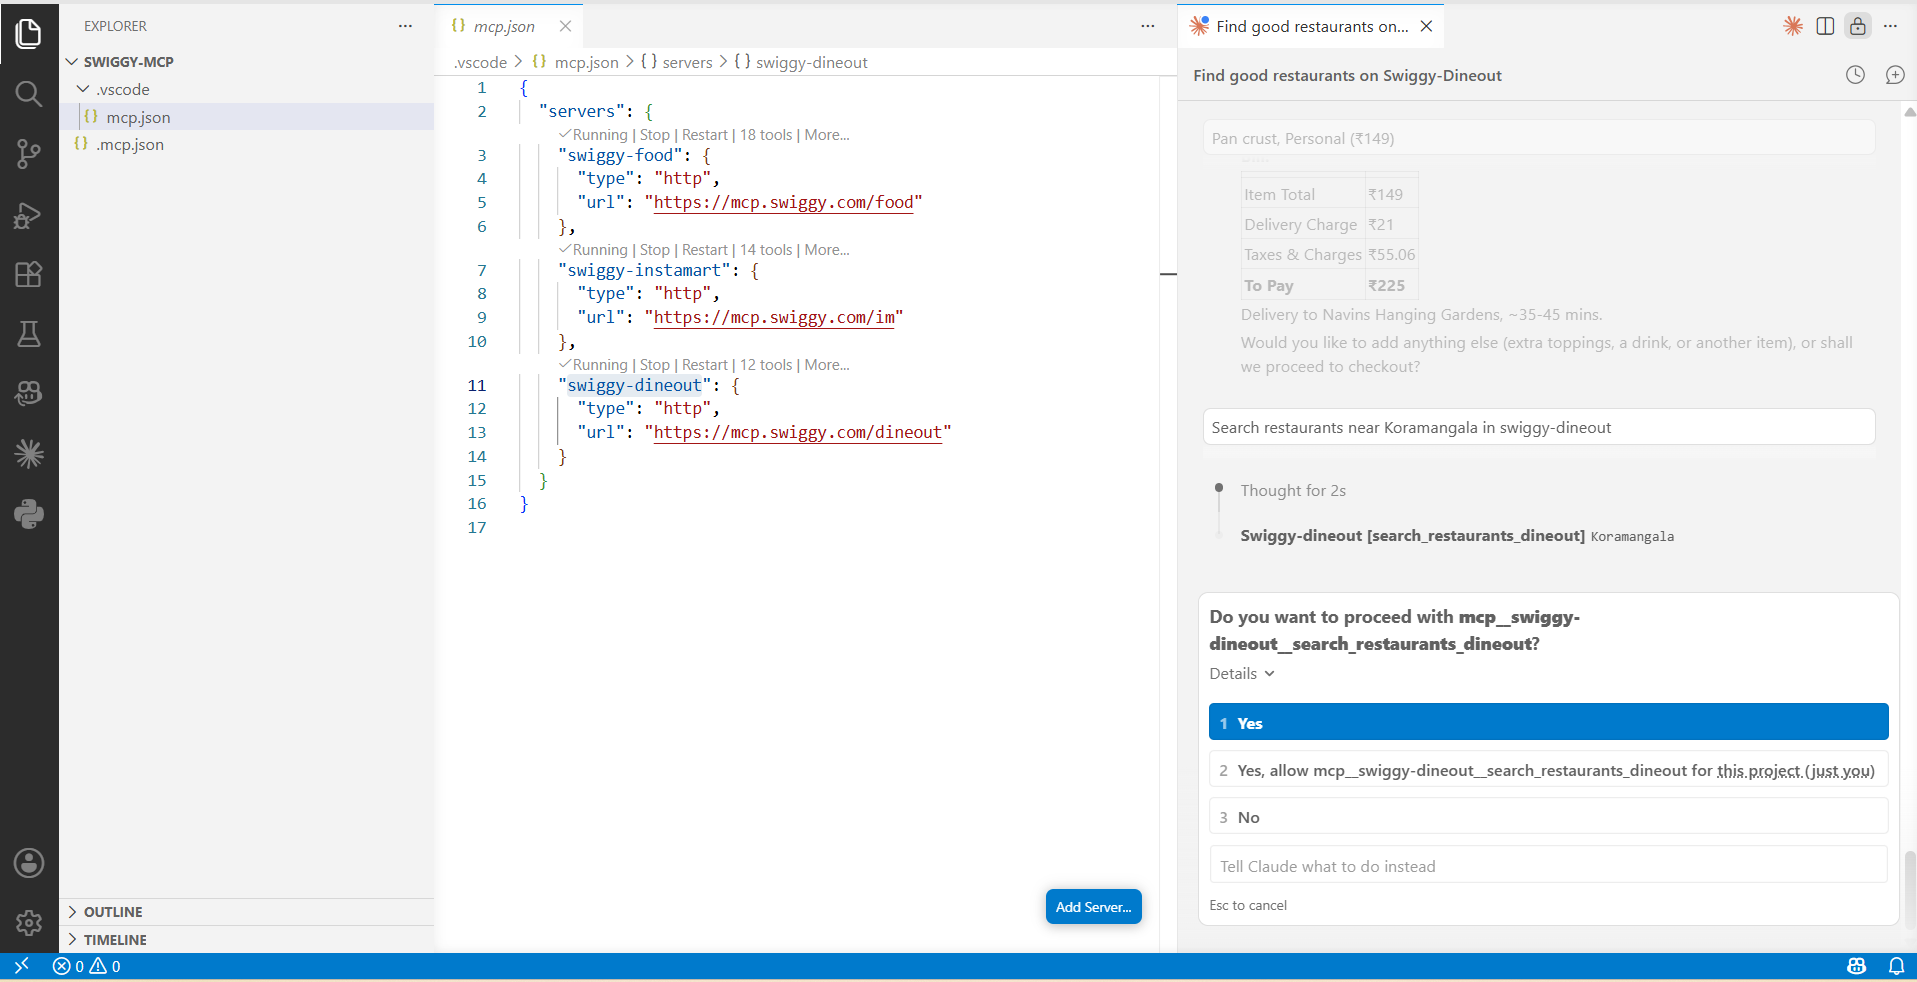 EXPLORER
SWIGGY-MCP
.vscode
{} mcp.json
{} .mcp.json
OUTLINE
TIMELINE
{} mcp.json
.vscode > {} mcp.json > {} servers > {} swiggy-dineout
1 {
2 "servers": {
✓Running | Stop | Restart | 18 tools | More...
3 "swiggy-food": {
4 "type": "http",
5 "url": "https://mcp.swiggy.com/food"
6 },
✓Running | Stop | Restart | 14 tools | More...
7 "swiggy-instamart": {
8 "type": "http",
9 "url": "https://mcp.swiggy.com/im"
10 },
✓Running | Stop | Restart | 12 tools | More...
11 "swiggy-dineout": {
12 "type": "http",
13 "url": "https://mcp.swiggy.com/dineout"
14 }
15 }
16 }
17
Add Server...
Find good restaurants on...
Find good restaurants on Swiggy-Dineout
Pan crust, Personal (₹149)
Item Total ₹149
Delivery Charge ₹21
Taxes & Charges ₹55.06
To Pay ₹225
Delivery to Navins Hanging Gardens, ~35-45 mins.
Would you like to add anything else (extra toppings, a drink, or another item), or shall
we proceed to checkout?
Search restaurants near Koramangala in swiggy-dineout
Thought for 2s
Swiggy-dineout [search_restaurants_dineout] Koramangala
Do you want to proceed with mcp__swiggy-
dineout__search_restaurants_dineout?
Details
1 Yes
2 Yes, allow mcp__swiggy-dineout__search_restaurants_dineout for this project (just you)
3 No
Tell Claude what to do instead
Esc to cancel
0 0